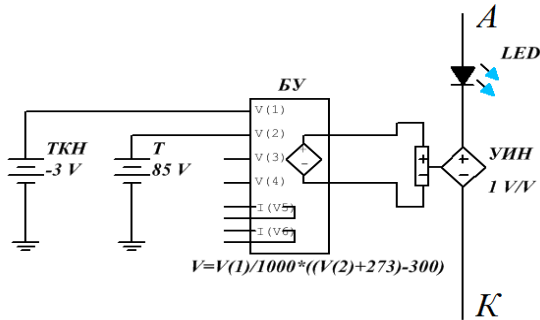 А
LED
БУ
V(1)
ТКН
-3 V
Т
85 V
V(2)
V(3)
V(4)
I(V5)
I(V6)
УИН
1 V/V
V=V(1)/1000*((V(2)+273)-300)
К